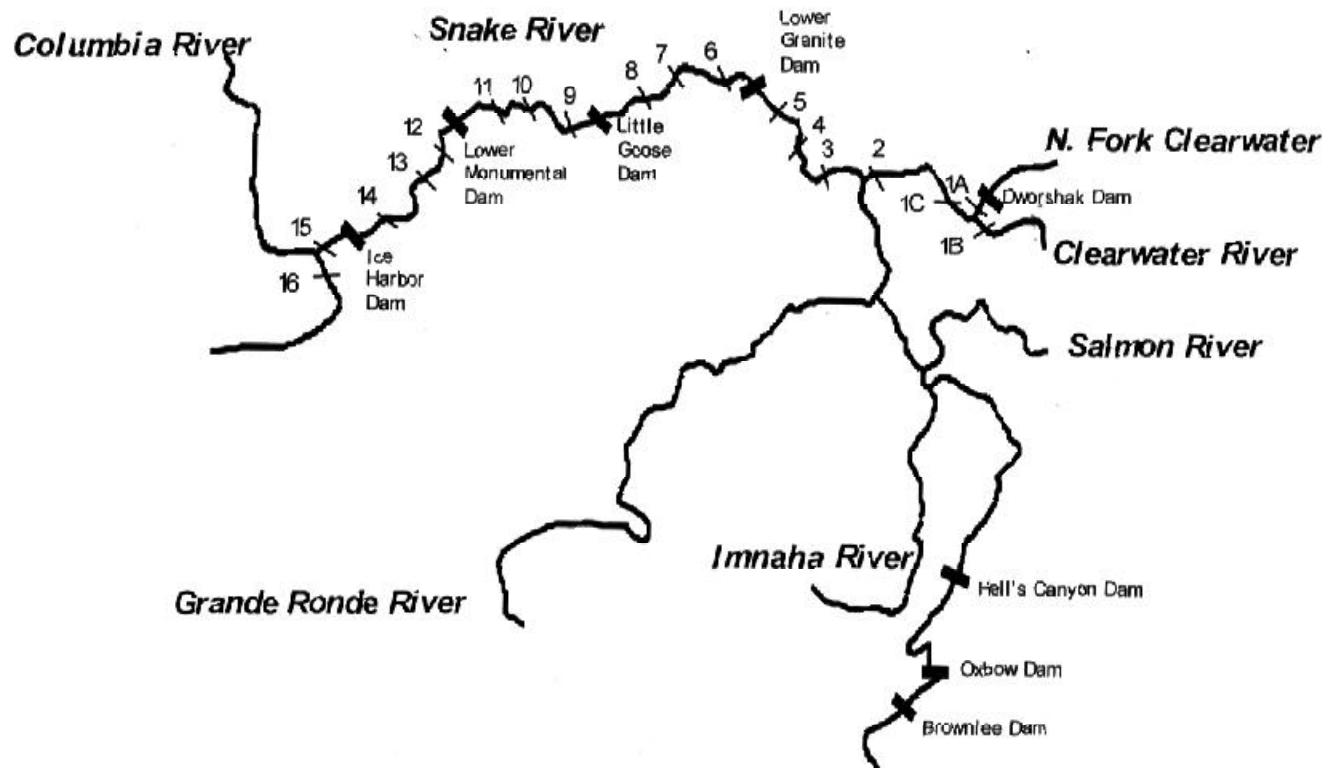 Columbia River
Snake River
Lower
Granite
Dam
7
6
8
11
10
9
5
12
4
Little
Goose
Dam
3
2
N. Fork Clearwater
Lower
Monumental
Dam
13
1A
Dworshak Dam
14
1C
15
1B
Clearwater River
Ice
Harbor
Dam
16
Salmon River
Imnaha River
Hell's Canyon Dam
Grande Ronde River
Oxbow Dam
Brownlee Dam